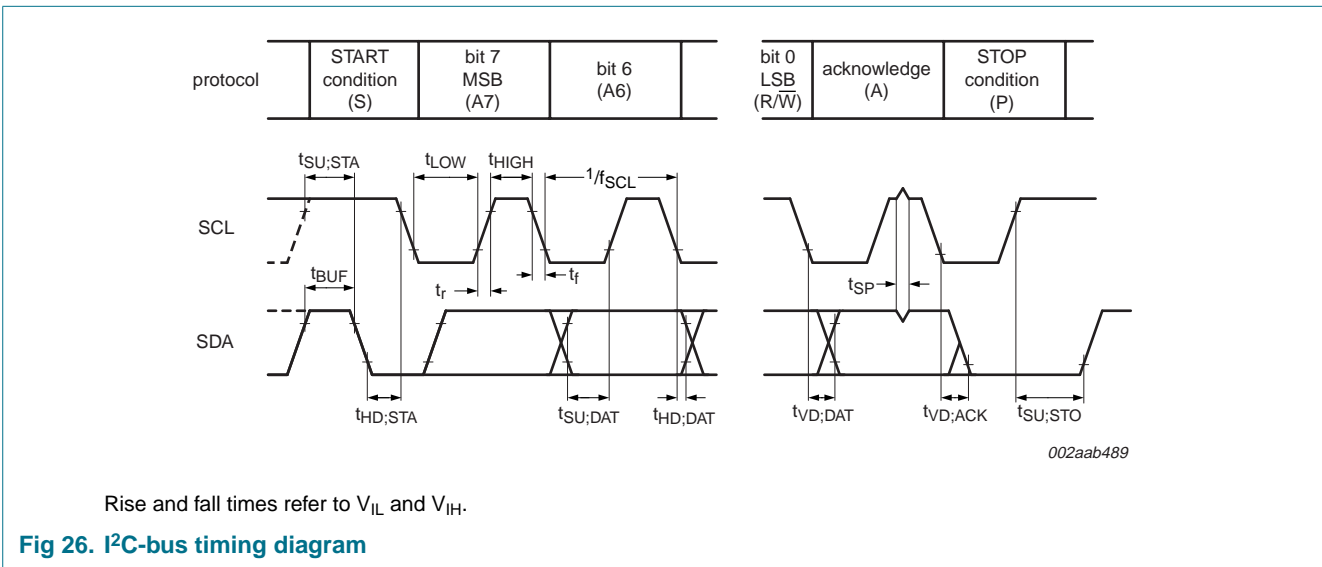 protocol
START
condition
(S)
bit 7
MSB
(A7)
bit 6
(A6)
bit 0
LSB
(R/W̅)
acknowledge
(A)
STOP
condition
(P)
tSU;STA
tLOW
tHIGH
1/fSCL
SCL
tBUF
tr
tf
tSP
SDA
tHD;STA
tSU;DAT
tHD;DAT
tVD;DAT
tVD;ACK
tSU;STO
002aab489
Rise and fall times refer to VIL and VIH.
Fig 26. I²C-bus timing diagram